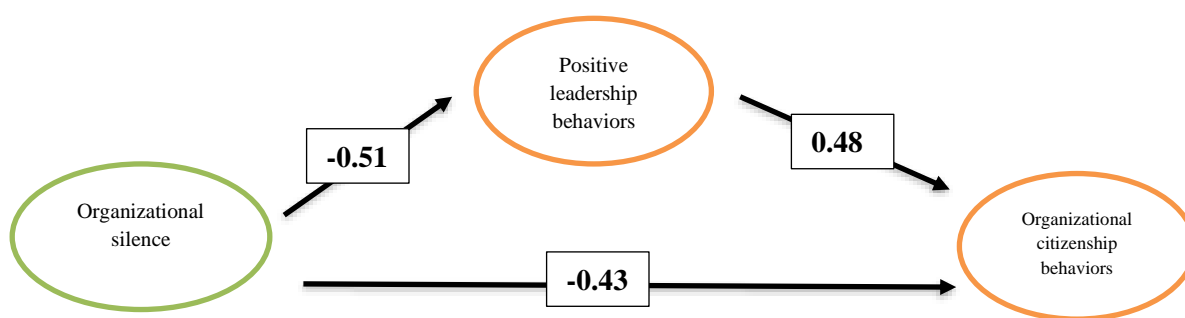 Positive
leadership
behaviors
-0.51
0.48
Organizational
silence
Organizational
citizenship
behaviors
-0.43